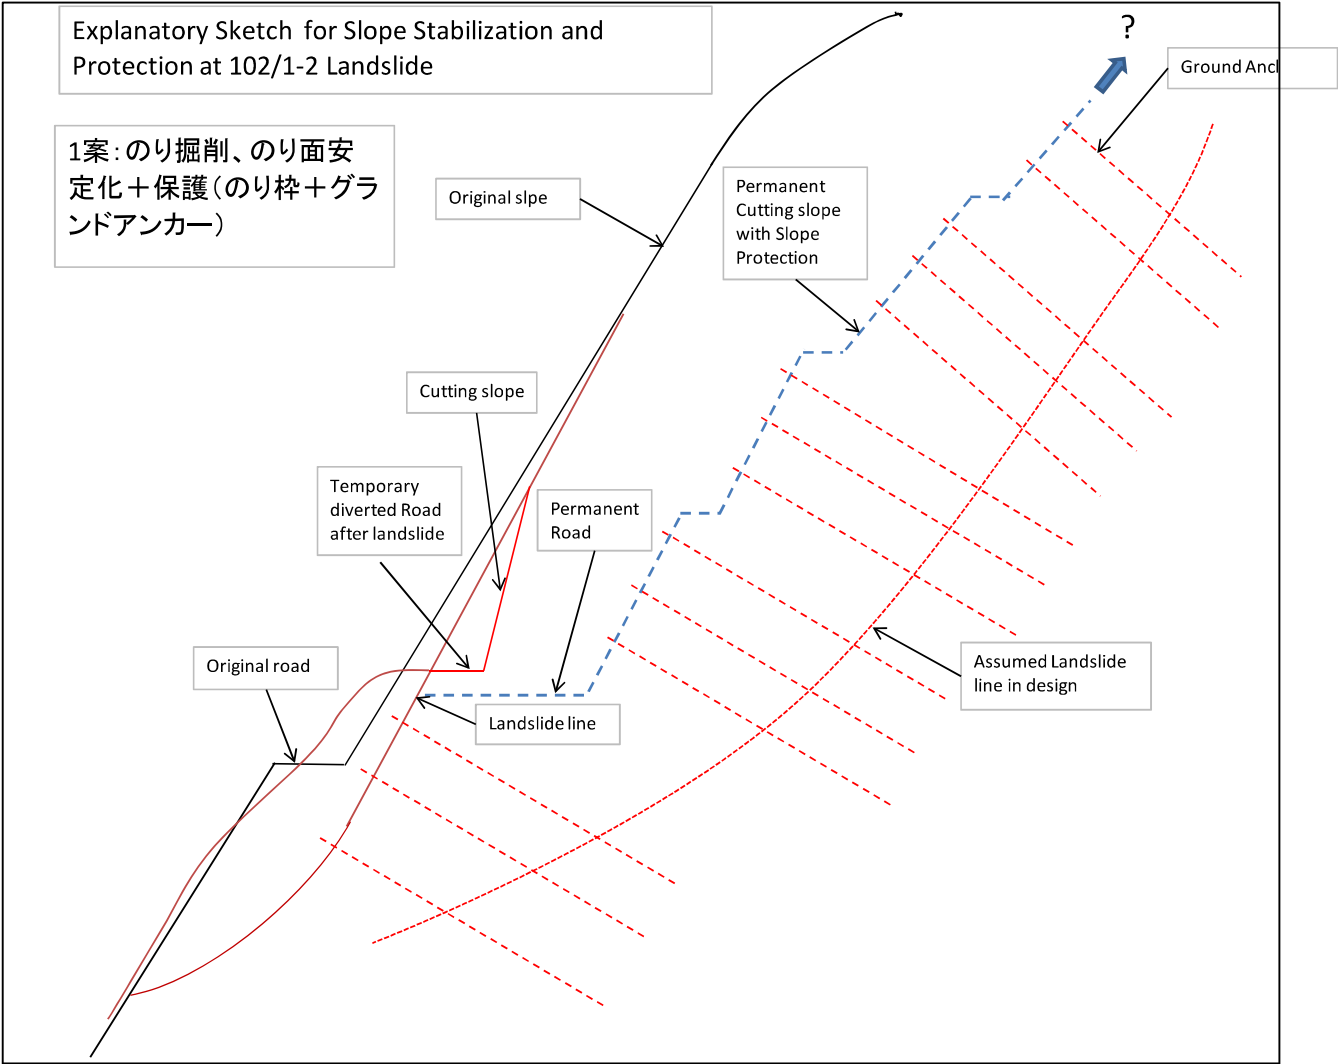 Explanatory Sketch for Slope Stabilization and
Protection at 102/1-2 Landslide
?
Ground Ancl
1案：のり掘削、のり面安
定化＋保護（のり枠＋グラ
ンドアンカー）
Original slpe
Permanent
Cutting slope
with Slope
Protection
Cutting slope
Temporary
diverted Road
after landslide
Permanent
Road
Original road
Assumed Landslide
line in design
Landslide line